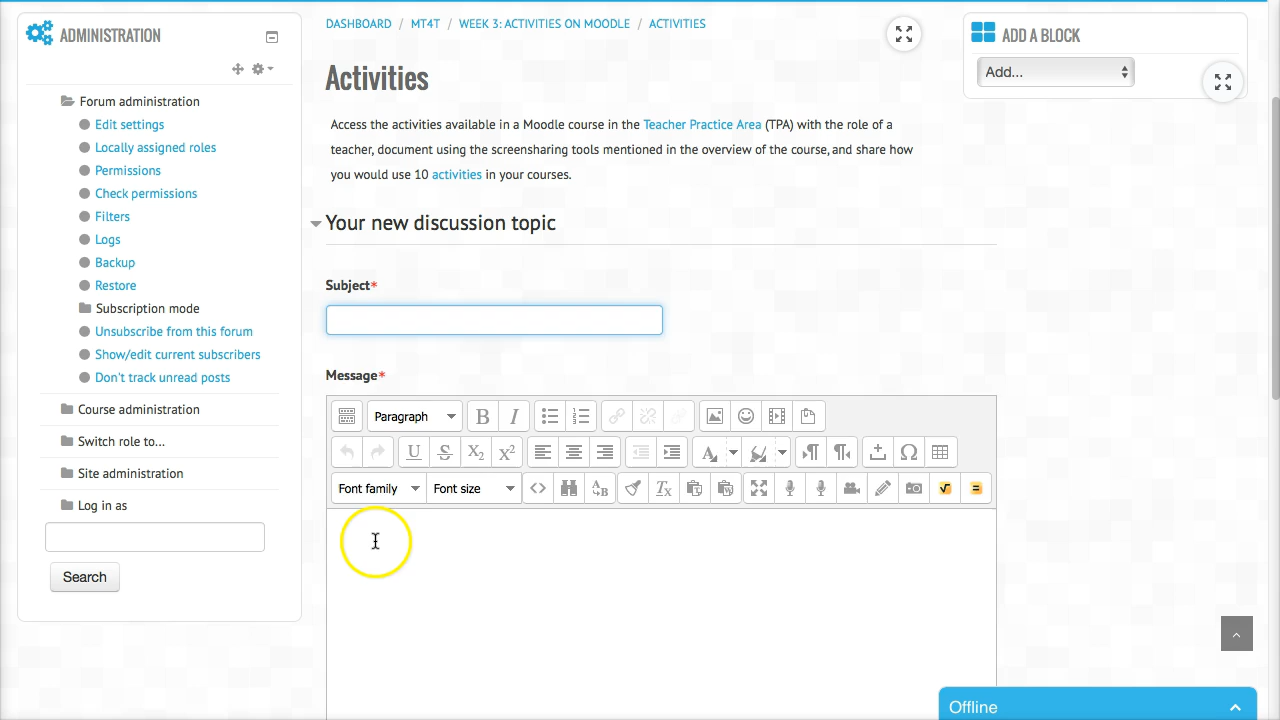 ADMINISTRATION
Forum administration
Edit settings
Locally assigned roles
Permissions
Check permissions
Filters
Logs
Backup
Restore
Subscription mode
Unsubscribe from this forum
Show/edit current subscribers
Don't track unread posts
Course administration
Switch role to...
Site administration
Log in as
Search
DASHBOARD / MT4T / WEEK 3: ACTIVITIES ON MOODLE / ACTIVITIES
Activities
Access the activities available in a Moodle course in the Teacher Practice Area (TPA) with the role of a
teacher, document using the screensharing tools mentioned in the overview of the course, and share how
you would use 10 activities in your courses.
Your new discussion topic
Subject*
Message*
Paragraph B I
U S X₂ X² A Ω
Font family Font size
ADD A BLOCK
Add...
Offline